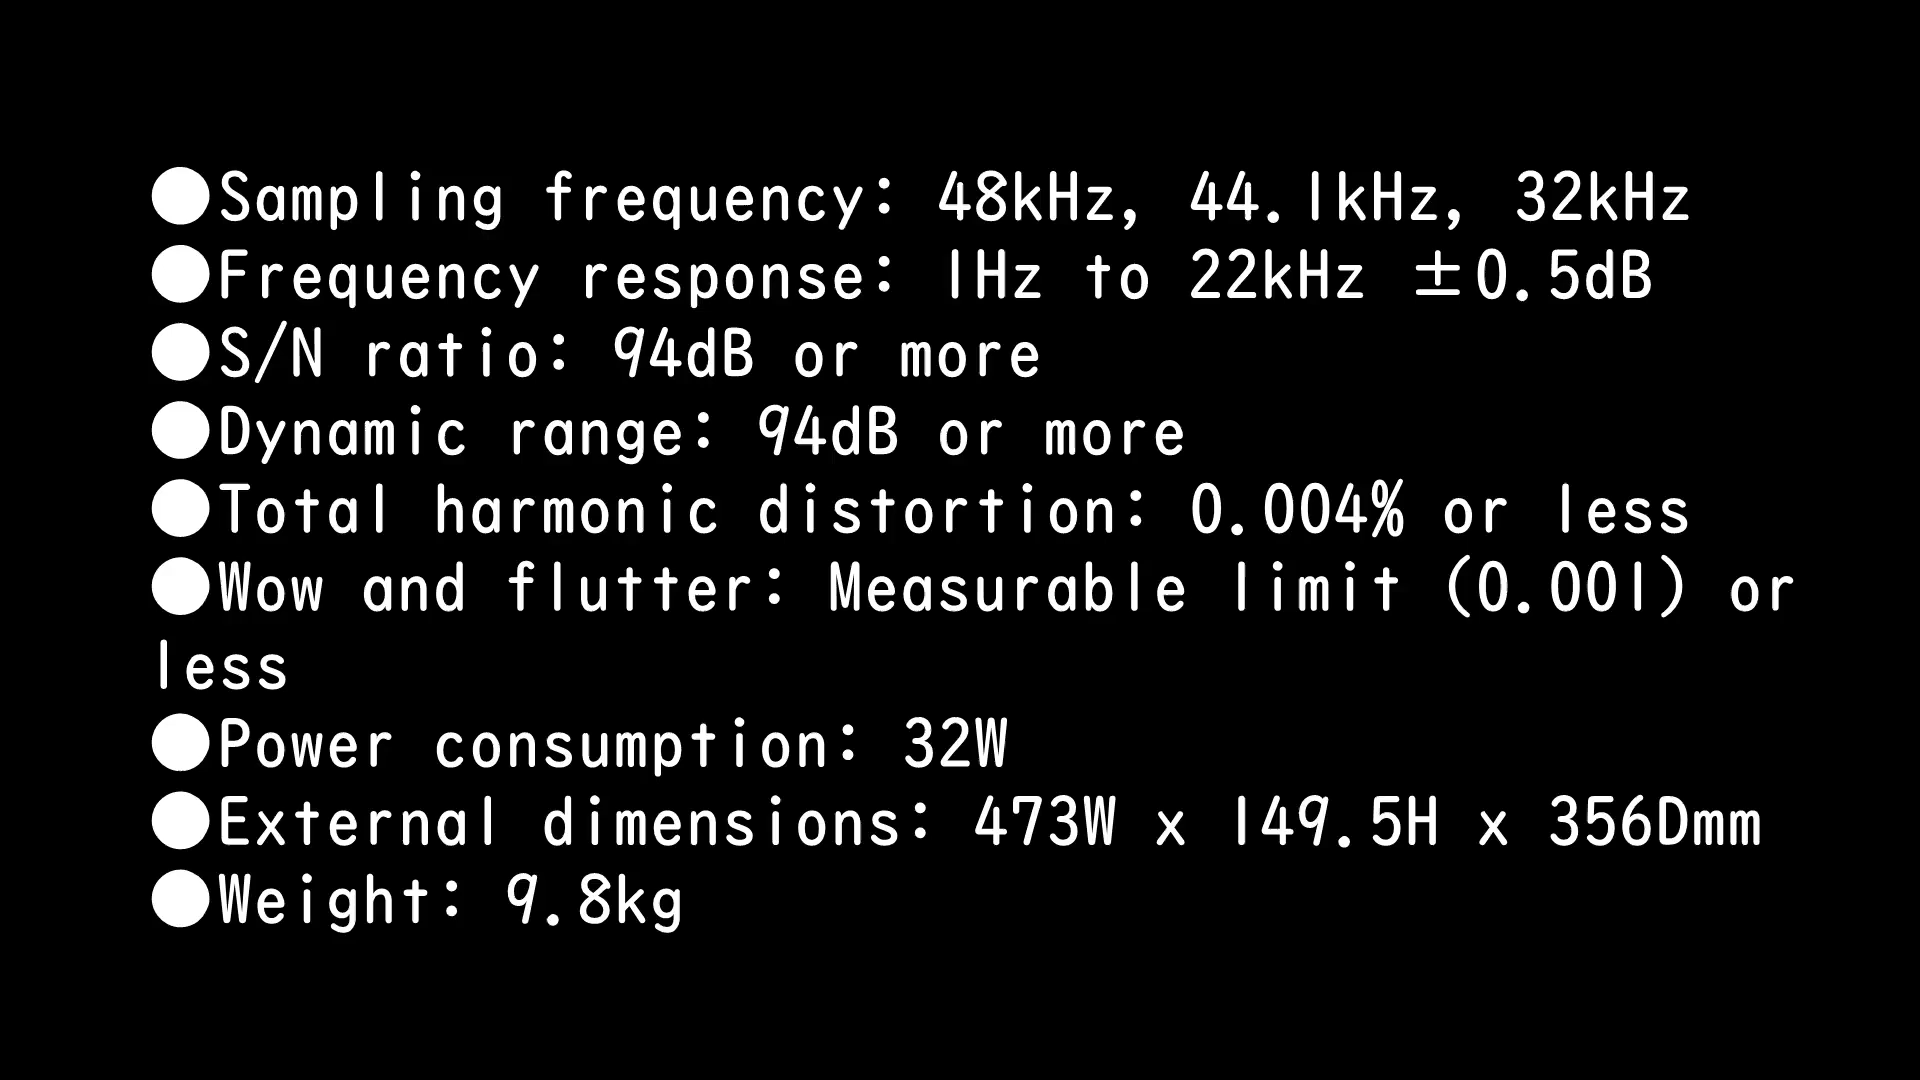 ●Sampling frequency: 48kHz, 44.1kHz, 32kHz
●Frequency response: 1Hz to 22kHz ±0.5dB
●S/N ratio: 94dB or more
●Dynamic range: 94dB or more
●Total harmonic distortion: 0.004% or less
●Wow and flutter: Measurable limit (0.001) or
less
●Power consumption: 32W
●External dimensions: 473W x 149.5H x 356Dmm
●Weight: 9.8kg